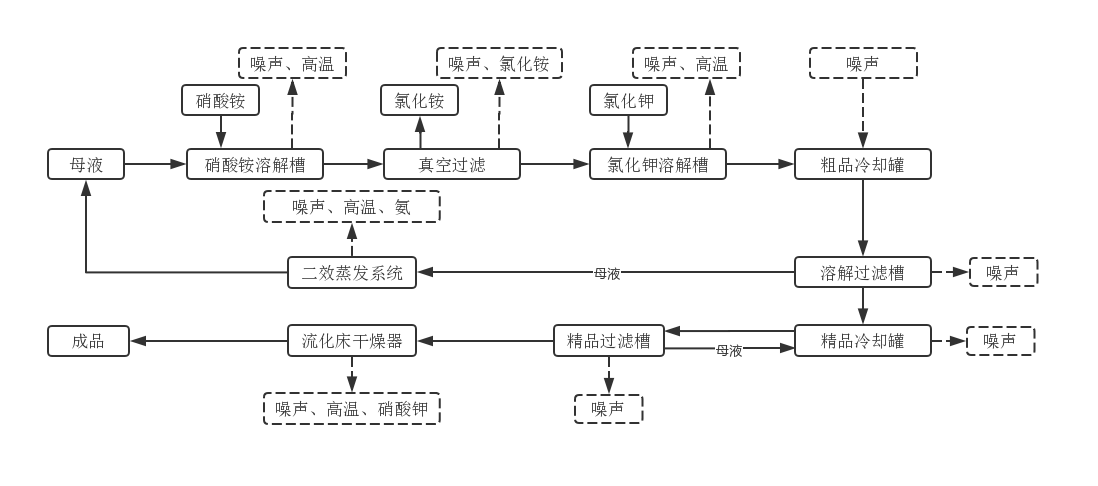 噪声、高温
噪声、氯化铵
噪声、高温
噪声
硝酸铵
氯化铵
氯化钾
母液
硝酸铵溶解槽
真空过滤
氯化钾溶解槽
粗品冷却罐
噪声、高温、氨
二效蒸发系统
母液
溶解过滤槽
噪声
成品
流化床干燥器
精品过滤槽
母液
精品冷却罐
噪声
噪声、高温、硝酸钾
噪声